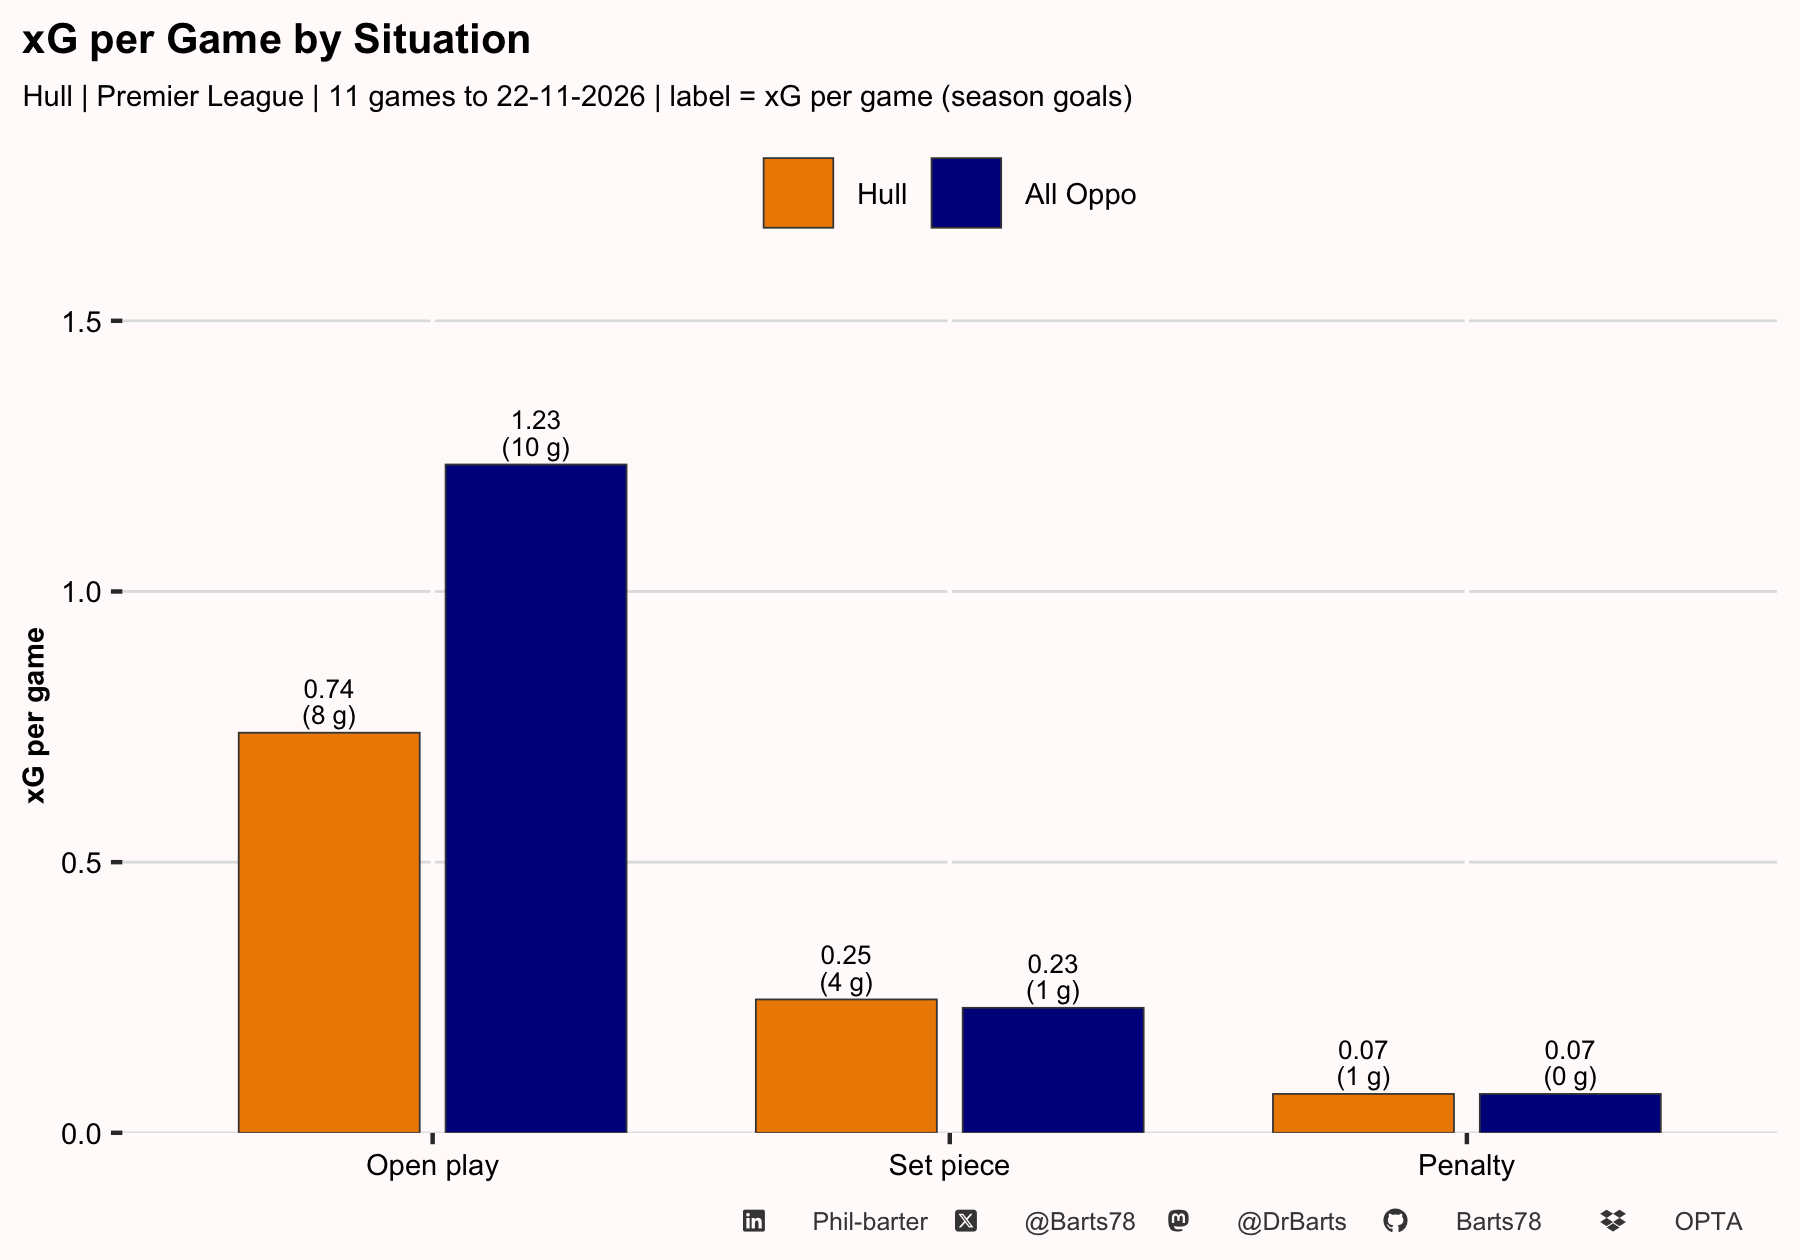 xG per Game by Situation
Hull | Premier League | 11 games to 22-11-2026 | label = xG per game (season goals)
Hull
All Oppo
xG per game
1.5
1.0
0.5
0.0
0.74
(8 g)
1.23
(10 g)
0.25
(4 g)
0.23
(1 g)
0.07
(1 g)
0.07
(0 g)
Open play
Set piece
Penalty
Phil-barter @Barts78 @DrBarts Barts78 OPTA